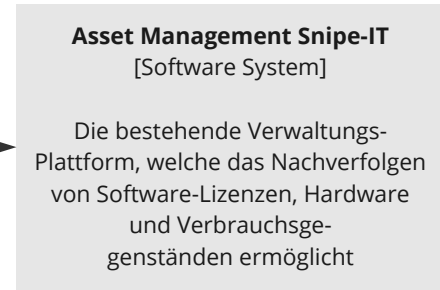 Asset Management Snipe-IT
[Software System]
Die bestehende Verwaltungs-
Plattform, welche das Nachverfolgen
von Software-Lizenzen, Hardware
und Verbrauchsge-
genständen ermöglicht